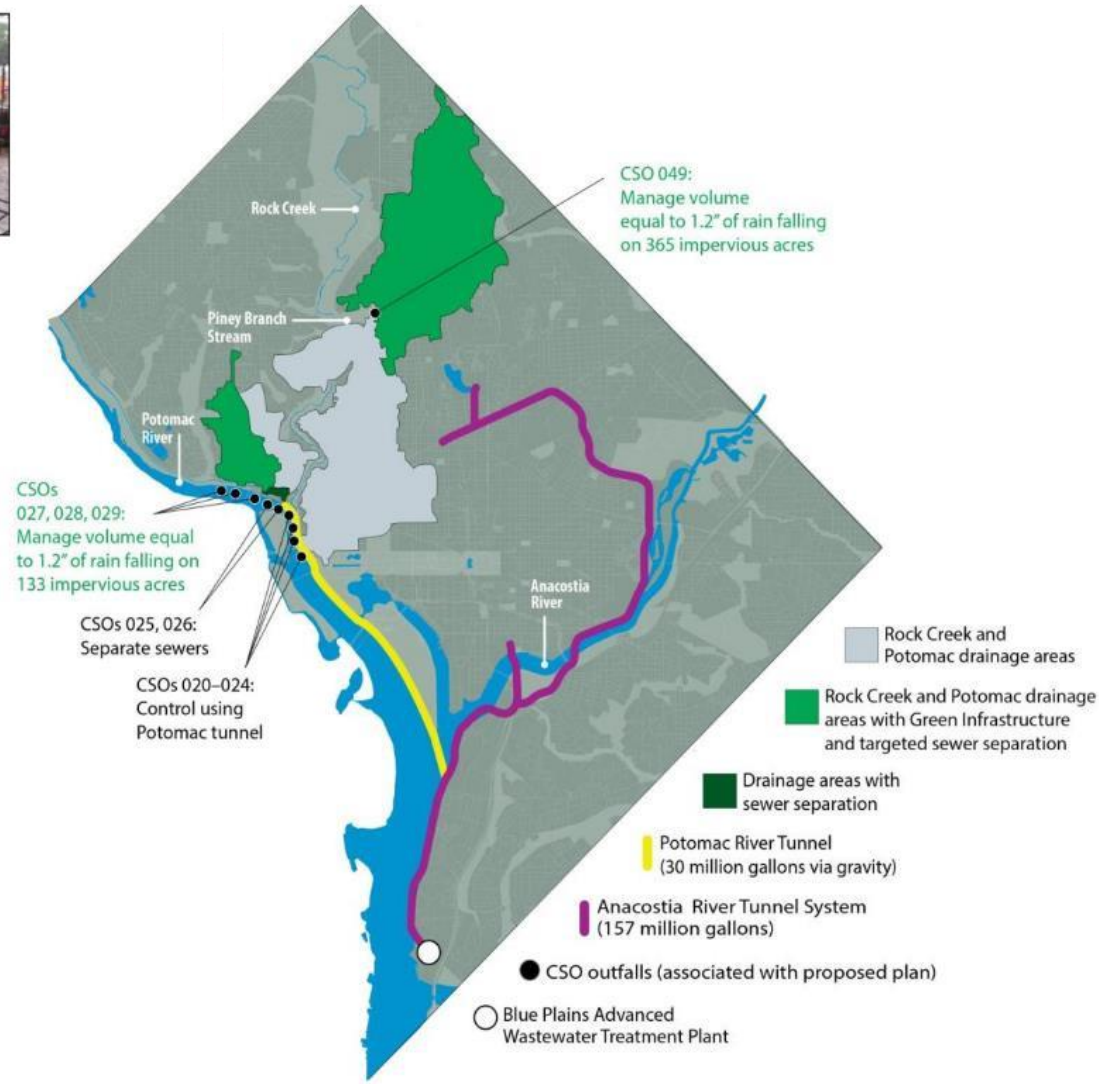 CSO 049:
Manage volume
equal to 1.2” of rain falling
on 365 impervious acres
Rock Creek
Piney Branch
Stream
Potomac
River
CSOs
027, 028, 029:
Manage volume equal
to 1.2” of rain falling on
133 impervious acres
CSOs 025, 026:
Separate sewers
CSOs 020–024:
Control using
Potomac tunnel
Anacostia
River
Rock Creek and
Potomac drainage areas
Rock Creek and Potomac drainage
areas with Green Infrastructure
and targeted sewer separation
Drainage areas with
sewer separation
Potomac River Tunnel
(30 million gallons via gravity)
Anacostia River Tunnel System
(157 million gallons)
CSO outfalls (associated with proposed plan)
Blue Plains Advanced
Wastewater Treatment Plant